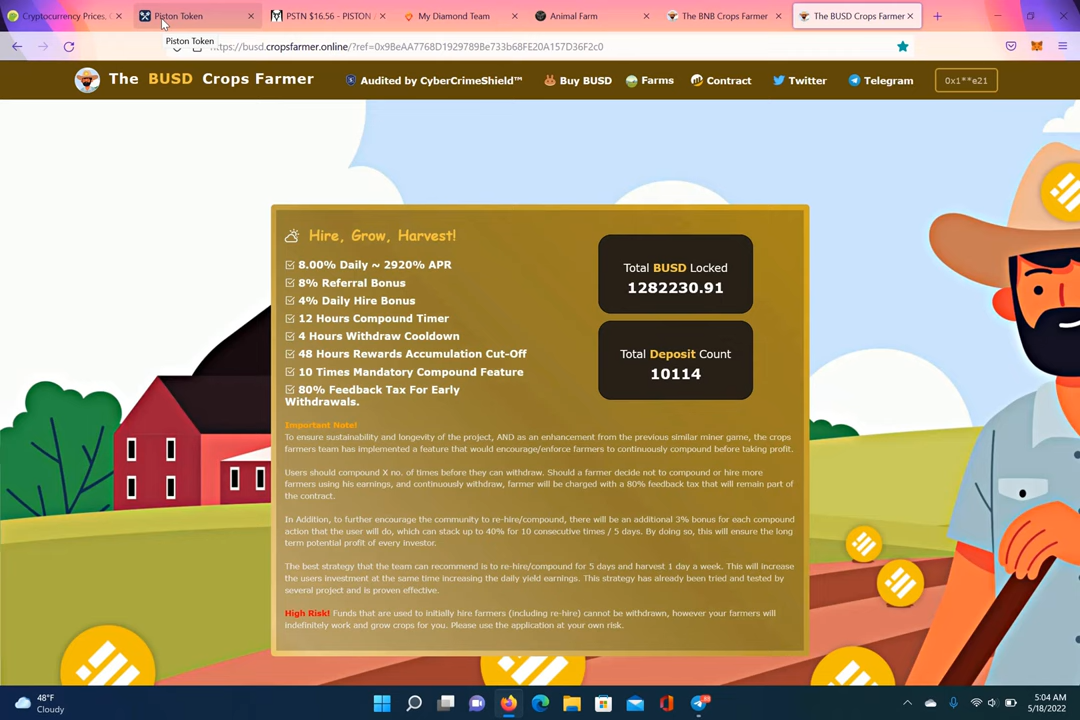 Cryptocurrency Prices,
Piston Token
PSTN $16.56 - PISTON /
My Diamond Team
Animal Farm
The BNB Crops Farmer
The BUSD Crops Farmer
Piston Token
https://busd.cropsfarmer.online/?ref=0x9BeAA7768D1929789Be733b68FE20A157D36F2c0
The BUSD Crops Farmer
Audited by CyberCrimeShield™
Buy BUSD
Farms
Contract
Twitter
Telegram
0x1**e21
Hire, Grow, Harvest!
8.00% Daily ~ 2920% APR
8% Referral Bonus
4% Daily Hire Bonus
12 Hours Compound Timer
4 Hours Withdraw Cooldown
48 Hours Rewards Accumulation Cut-Off
10 Times Mandatory Compound Feature
80% Feedback Tax For Early
Withdrawals.
Total BUSD Locked
1282230.91
Total Deposit Count
10114
Important Note!
To ensure sustainability and longevity of the project, AND as an enhancement from the previous similar miner game, the crops
farmers team has implemented a feature that would encourage/enforce farmers to continuously compound before taking profit.
Users should compound X no. of times before they can withdraw. Should a farmer decide not to compound or hire more
farmers using his earnings, and continuously withdraw, farmer will be charged with a 80% feedback tax that will remain part of
the contract.
In Addition, to further encourage the community to re-hire/compound, there will be an additional 3% bonus for each compound
action that the user will do, which can stack up to 40% for 10 consecutive times / 5 days. By doing so, this will ensure the long
term potential profit of every investor.
The best strategy that the team can recommend is to re-hire/compound for 5 days and harvest 1 day a week. This will increase
the users investment at the same time increasing the daily yield earnings. This strategy has already been tried and tested by
several project and is proven effective.
High Risk! Funds that are used to initially hire farmers (including re-hire) cannot be withdrawn, however your farmers will
indefinitely work and grow crops for you. Please use the application at your own risk.
48°F
Cloudy
5:04 AM
5/18/2022